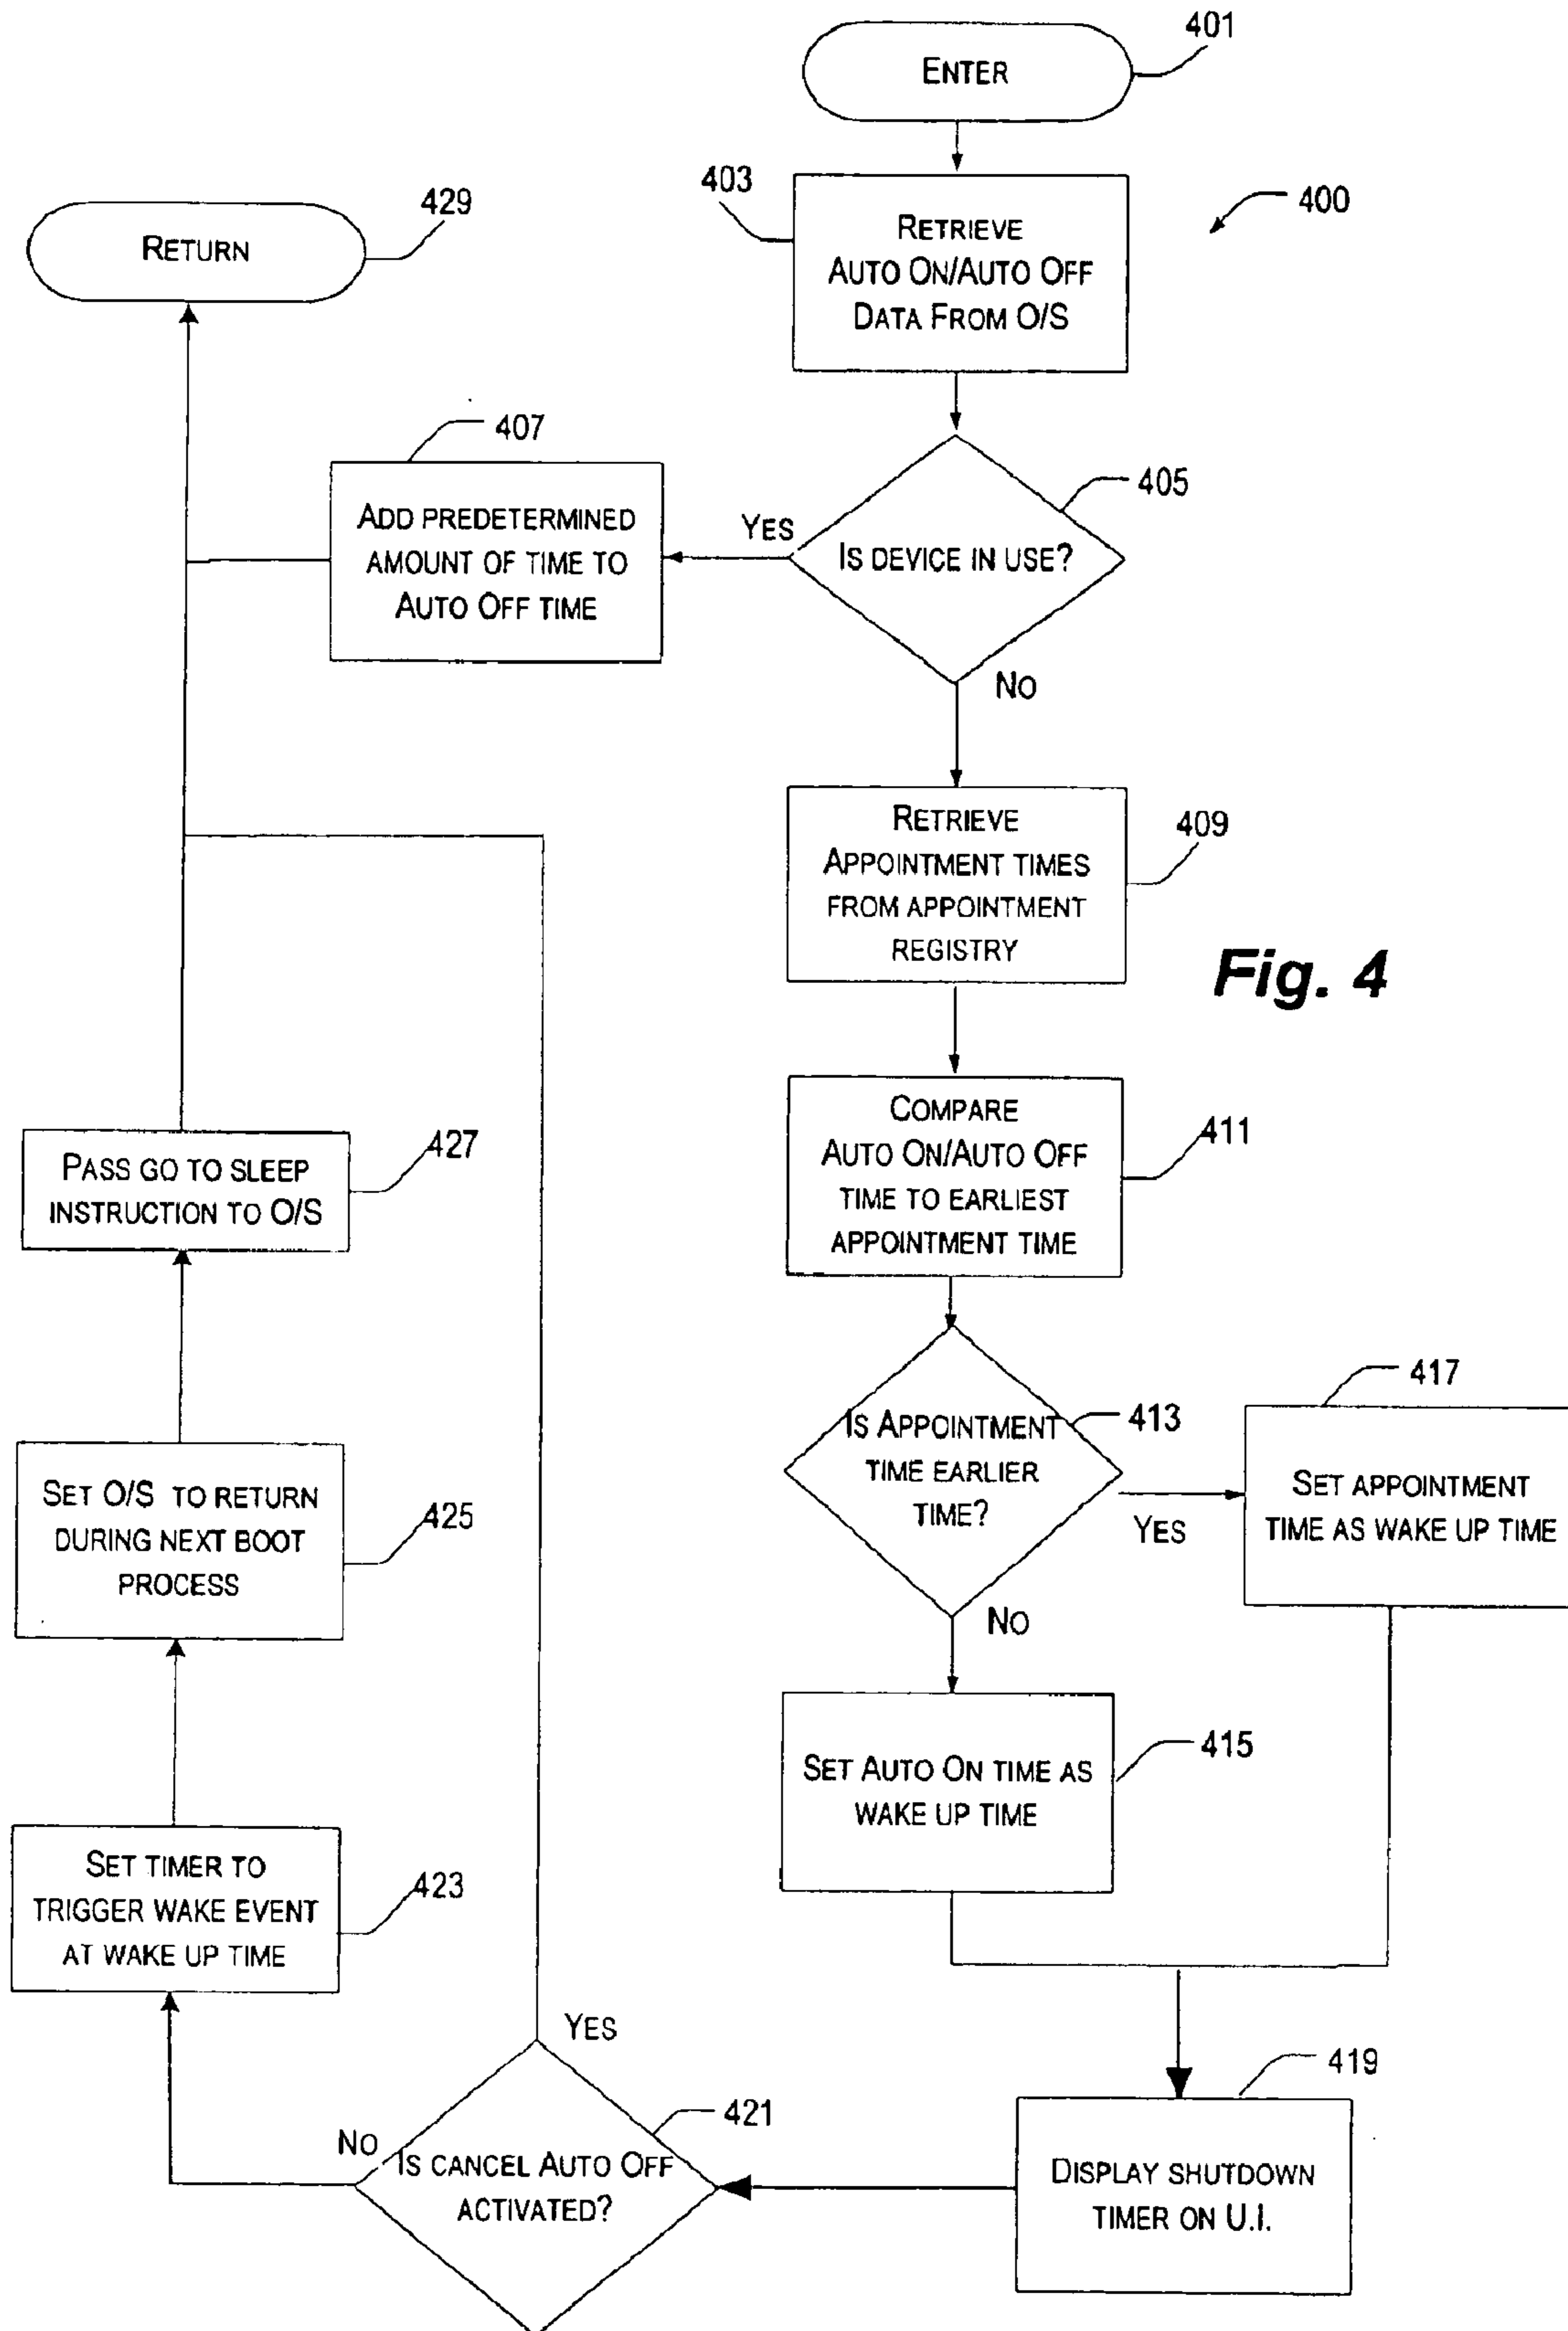 ENTER
401
400
403
RETRIEVE
AUTO ON/AUTO OFF
DATA FROM O/S
RETURN
429
407
ADD PREDETERMINED
AMOUNT OF TIME TO
AUTO OFF TIME
YES
IS DEVICE IN USE?
405
NO
RETRIEVE
APPOINTMENT TIMES
FROM APPOINTMENT
REGISTRY
409
Fig. 4
COMPARE
AUTO ON/AUTO OFF
TIME TO EARLIEST
APPOINTMENT TIME
411
PASS GO TO SLEEP
INSTRUCTION TO O/S
427
IS APPOINTMENT
TIME EARLIER
TIME?
413
YES
NO
417
SET APPOINTMENT
TIME AS WAKE UP TIME
SET O/S TO RETURN
DURING NEXT BOOT
PROCESS
425
SET AUTO ON TIME AS
WAKE UP TIME
415
SET TIMER TO
TRIGGER WAKE EVENT
AT WAKE UP TIME
423
YES
NO
IS CANCEL AUTO OFF
ACTIVATED?
421
419
DISPLAY SHUTDOWN
TIMER ON U.I.